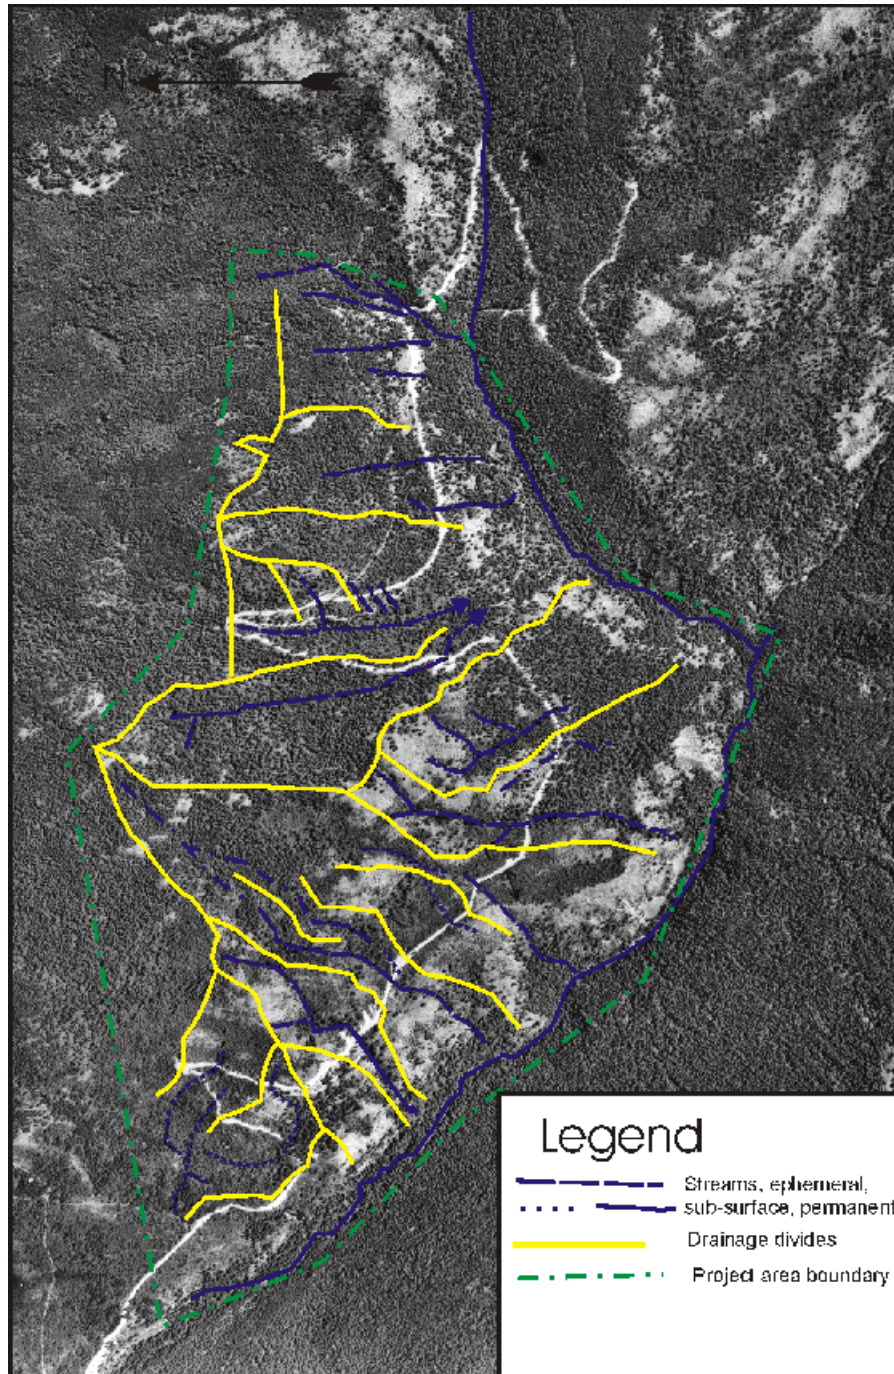 N
Legend
Streams, ephemeral,
sub-surface, permanent
Drainage divides
Project area boundary